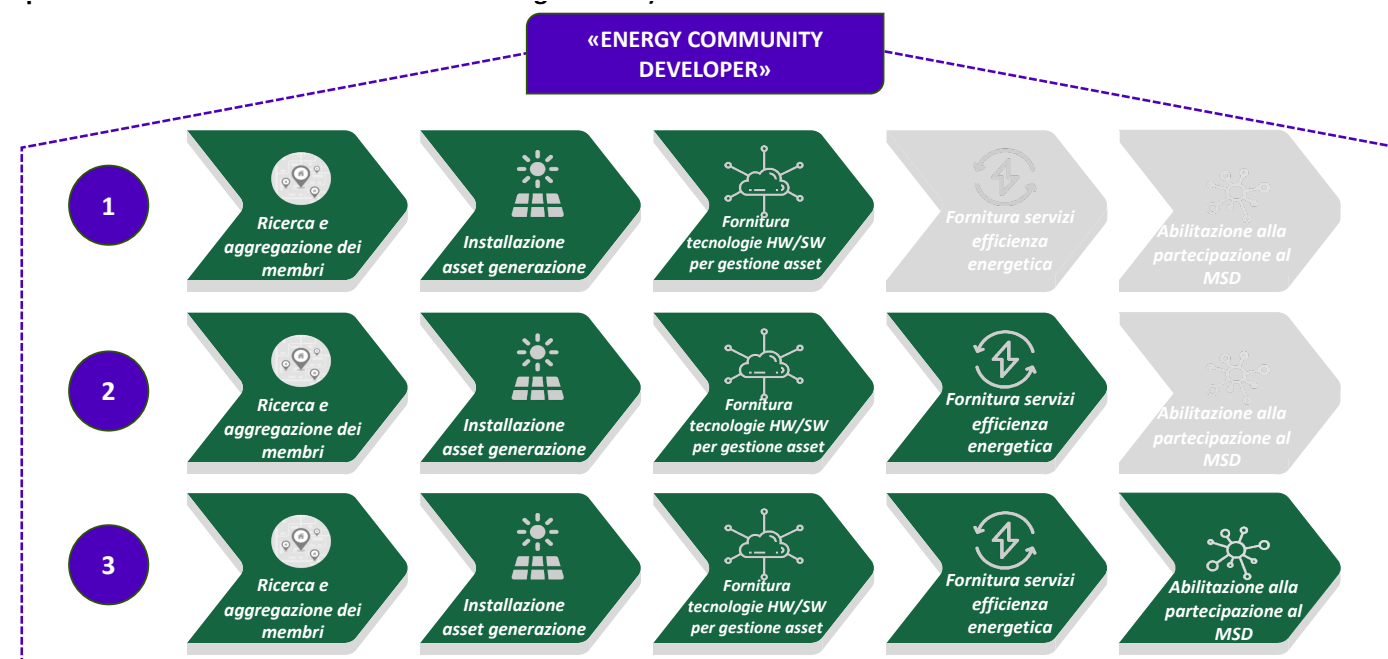 «ENERGY COMMUNITY
DEVELOPER»
1
Ricerca e
aggregazione dei
membri
Installazione
asset generazione
Fornitura
tecnologie HW/SW
per gestione asset
Fornitura servizi
efficienza
energetica
Abilitazione alla
partecipazione al
MSD
2
Ricerca e
aggregazione dei
membri
Installazione
asset generazione
Fornitura
tecnologie HW/SW
per gestione asset
Fornitura servizi
efficienza
energetica
Abilitazione alla
partecipazione al
MSD
3
Ricerca e
aggregazione dei
membri
Installazione
asset generazione
Fornitura
tecnologie HW/SW
per gestione asset
Fornitura servizi
efficienza
energetica
Abilitazione alla
partecipazione al
MSD